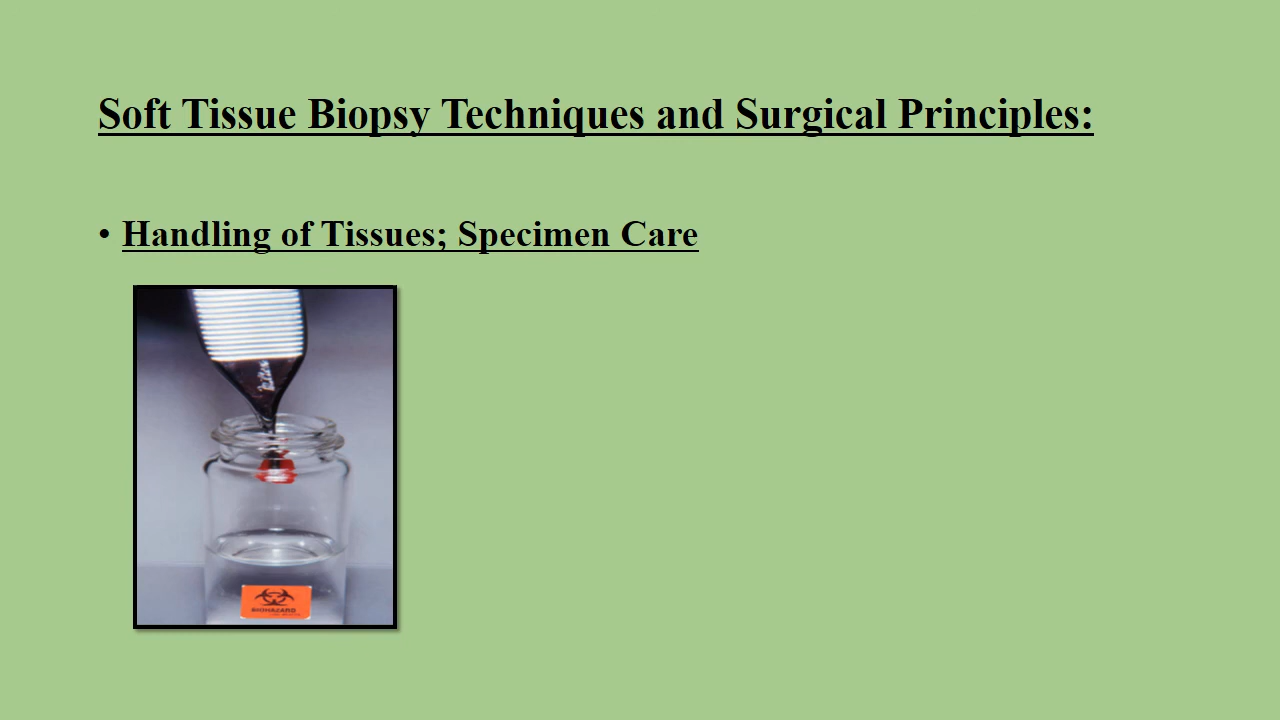 Soft Tissue Biopsy Techniques and Surgical Principles:
• Handling of Tissues; Specimen Care
BIOHAZARD